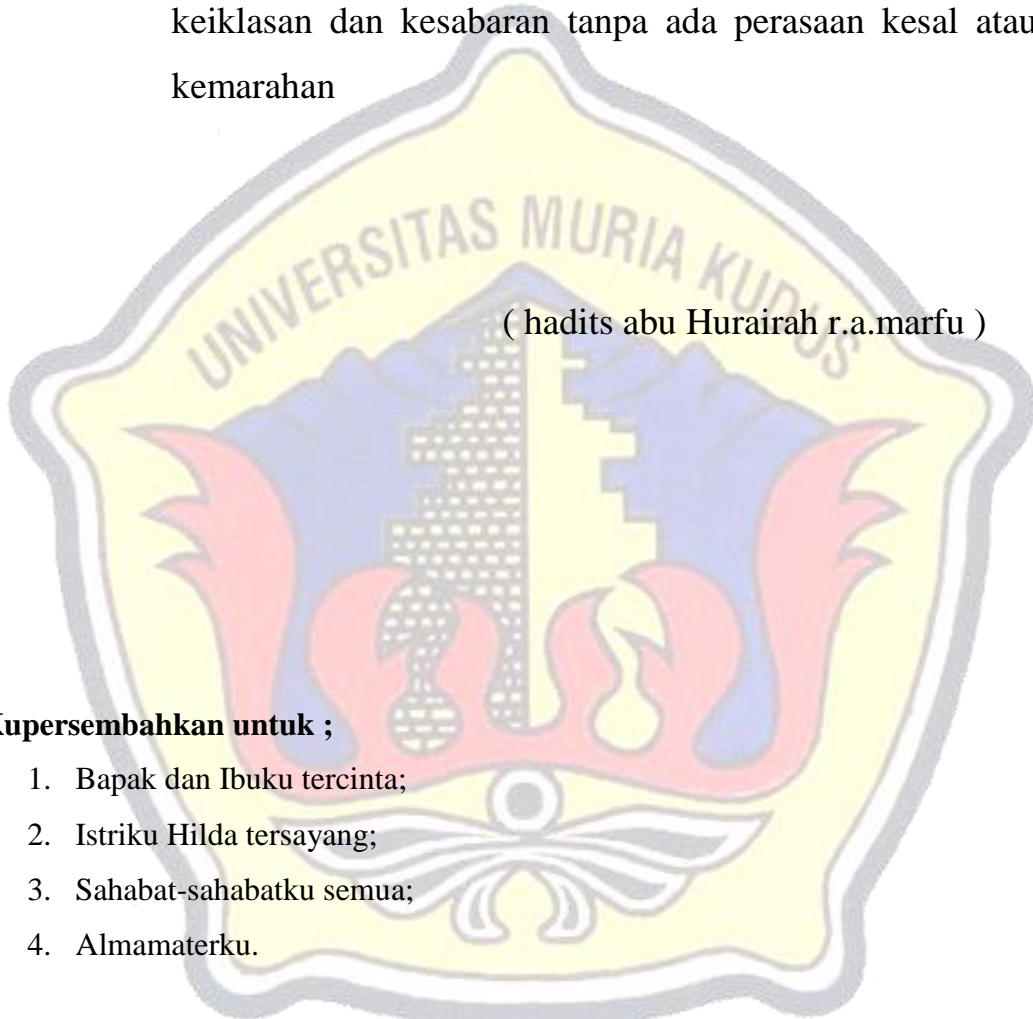 keiklasan dan kesabaran tanpa ada perasaan kesal atau
kemarahan
UNIVERSITAS MURIA KUDUS
( hadits abu Hurairah r.a.marfu )
Kupersembahkan untuk ;
1. Bapak dan Ibuku tercinta;
2. Istriku Hilda tersayang;
3. Sahabat-sahabatku semua;
4. Almamaterku.